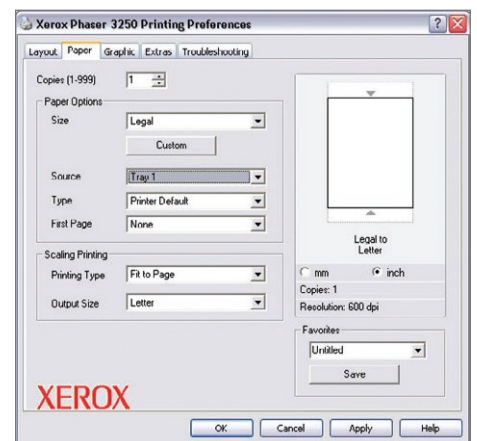 Xerox Phaser 3250 Printing Preferences
Layout Paper Graphic Extras Troubleshooting
Copies (1-999) 1
Paper Options
Size Legal
Custom
Source Tray 1
Type Printer Default
First Page None
Scaling Printing
Printing Type Fit to Page
Output Size Letter
Legal to
Letter
mm inch
Copies: 1
Resolution: 600 dpi
Favorites
Untitled
Save
XEROX
OK Cancel Apply Help